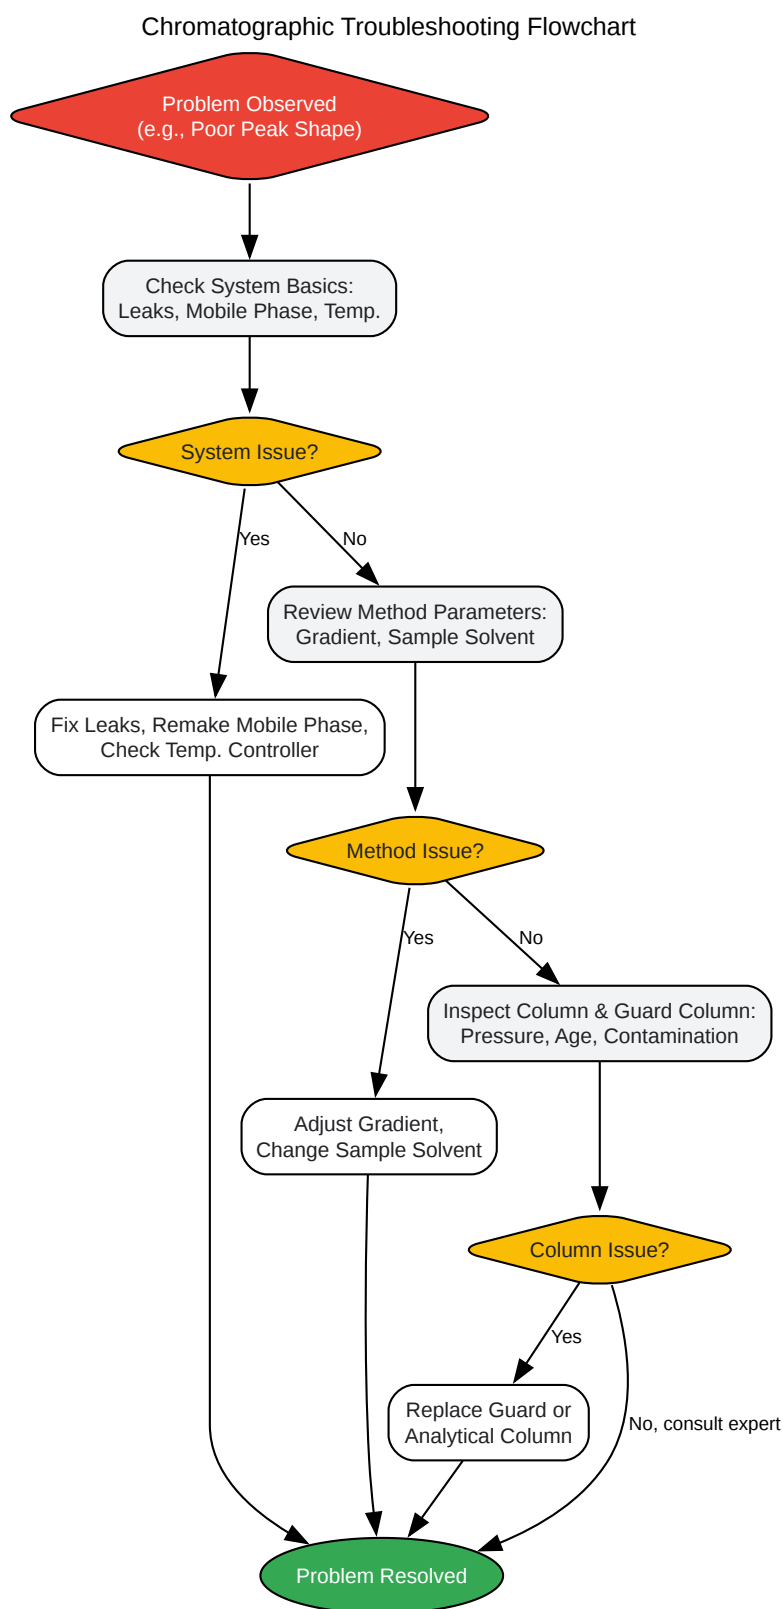 Chromatographic Troubleshooting Flowchart
Problem Observed
(e.g., Poor Peak Shape)
Check System Basics:
Leaks, Mobile Phase, Temp.
System Issue?
Yes
No
Review Method Parameters:
Gradient, Sample Solvent
Fix Leaks, Remake Mobile Phase,
Check Temp. Controller
Method Issue?
Yes
No
Inspect Column & Guard Column:
Pressure, Age, Contamination
Adjust Gradient,
Change Sample Solvent
Column Issue?
Yes
Replace Guard or
Analytical Column
No, consult expert
Problem Resolved